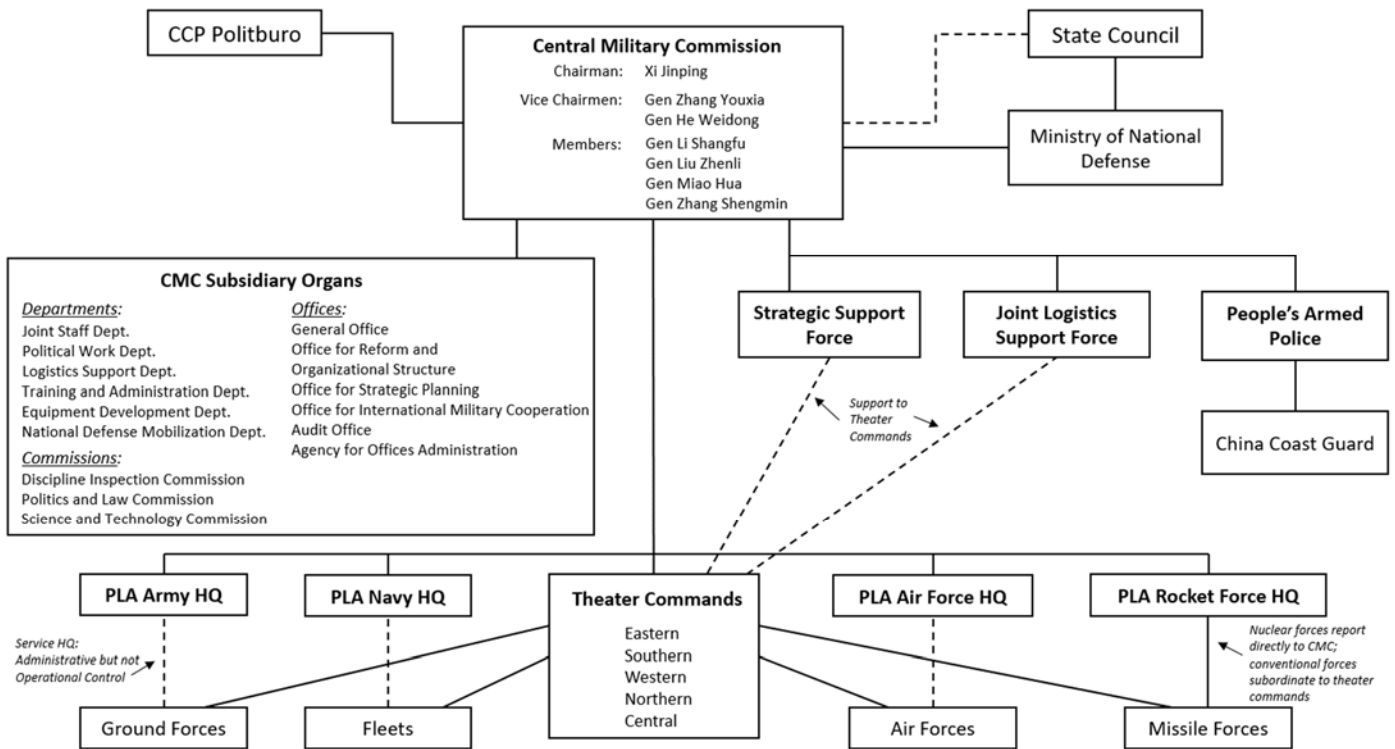 CCP Politburo
Central Military Commission
Chairman: Xi Jinping
Vice Chairmen: Gen Zhang Youxia
Gen He Weidong
Members: Gen Li Shangfu
Gen Liu Zhenli
Gen Miao Hua
Gen Zhang Shengmin
State Council
Ministry of National
Defense
CMC Subsidiary Organs
Departments:
Joint Staff Dept.
Political Work Dept.
Logistics Support Dept.
Training and Administration Dept.
Equipment Development Dept.
National Defense Mobilization Dept.
Commissions:
Discipline Inspection Commission
Politics and Law Commission
Science and Technology Commission
Offices:
General Office
Office for Reform and
Organizational Structure
Office for Strategic Planning
Office for International Military Cooperation
Audit Office
Agency for Offices Administration
Strategic Support
Force
Joint Logistics
Support Force
People's Armed
Police
Support to
Theater
Commands
China Coast Guard
PLA Army HQ
PLA Navy HQ
Theater Commands
Eastern
Southern
Western
Northern
Central
PLA Air Force HQ
PLA Rocket Force HQ
Service HQ:
Administrative but not
Operational Control
Nuclear forces report
directly to CMC;
conventional forces
subordinate to theater
commands
Ground Forces
Fleets
Air Forces
Missile Forces